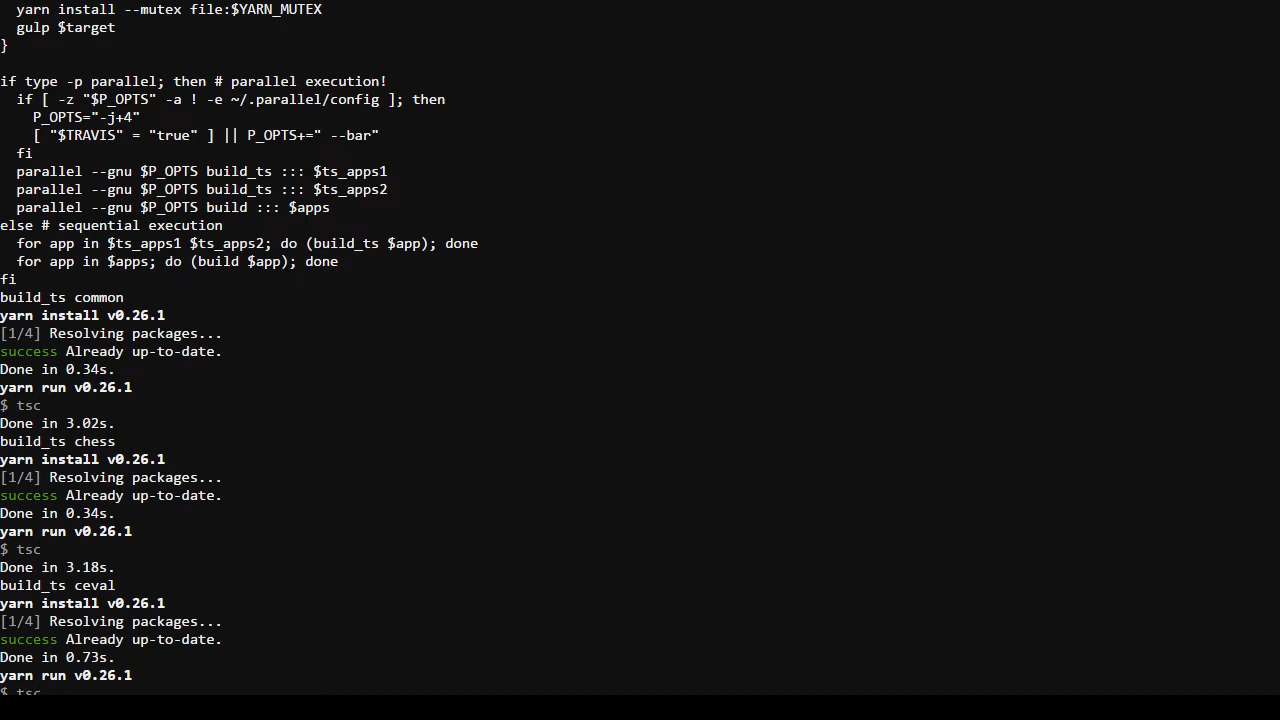 yarn install --mutex file:$YARN_MUTEX
gulp $target
}
if type -p parallel; then # parallel execution!
if [ -z "$P_OPTS" -a ! -e ~/.parallel/config ]; then
P_OPTS="-j+4"
[ "$TRAVIS" = "true" ] || P_OPTS+=" --bar"
fi
parallel --gnu $P_OPTS build_ts ::: $ts_apps1
parallel --gnu $P_OPTS build_ts ::: $ts_apps2
parallel --gnu $P_OPTS build ::: $apps
else # sequential execution
for app in $ts_apps1 $ts_apps2; do (build_ts $app); done
for app in $apps; do (build $app); done
fi
build_ts common
yarn install v0.26.1
[1/4] Resolving packages...
success Already up-to-date.
Done in 0.34s.
yarn run v0.26.1
$ tsc
Done in 3.02s.
build_ts chess
yarn install v0.26.1
[1/4] Resolving packages...
success Already up-to-date.
Done in 0.34s.
yarn run v0.26.1
$ tsc
Done in 3.18s.
build_ts ceval
yarn install v0.26.1
[1/4] Resolving packages...
success Already up-to-date.
Done in 0.73s.
yarn run v0.26.1
$ tsc